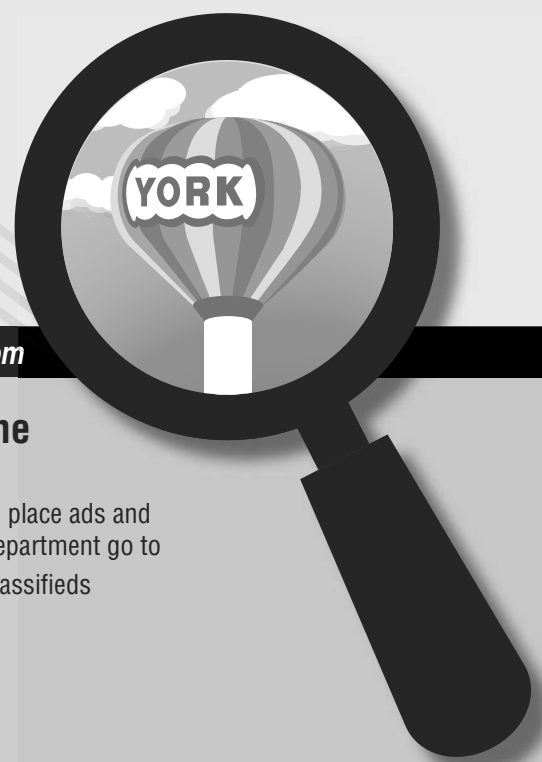 YORK
om
ne
place ads and
epartment go to
assifieds